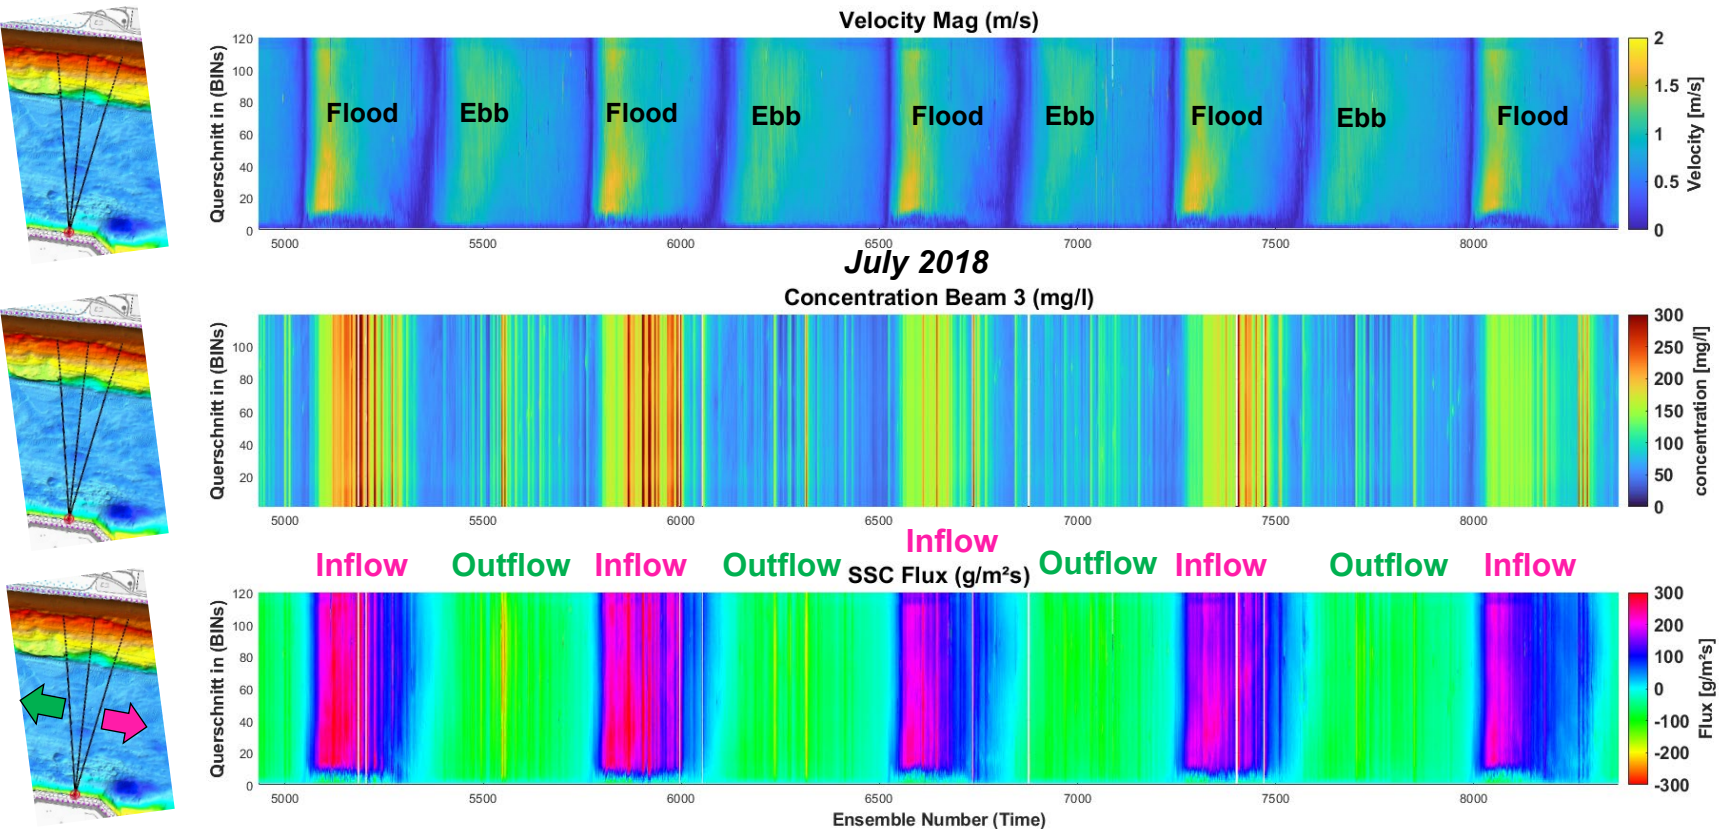 Velocity Mag (m/s)
Querschnitt in (BINs)
120
100
80
60
40
20
0
Flood
Ebb
Flood
Ebb
Flood
Ebb
Flood
Ebb
Flood
5000
5500
6000
6500
7000
7500
8000
2
1.5
1
0.5
0
Velocity [m/s]
July 2018
Concentration Beam 3 (mg/l)
Querschnitt in (BINs)
100
80
60
40
20
5000
5500
6000
6500
7000
7500
8000
300
250
200
150
100
50
0
concentration [mg/l]
Inflow
Outflow
Inflow
Outflow
Inflow
Outflow
Inflow
Outflow
Inflow
SSC Flux (g/m²s)
Querschnitt in (BINs)
120
100
80
60
40
20
0
5000
5500
6000
6500
7000
7500
8000
300
200
100
0
-100
-200
-300
Flux [g/m²s]
Ensemble Number (Time)